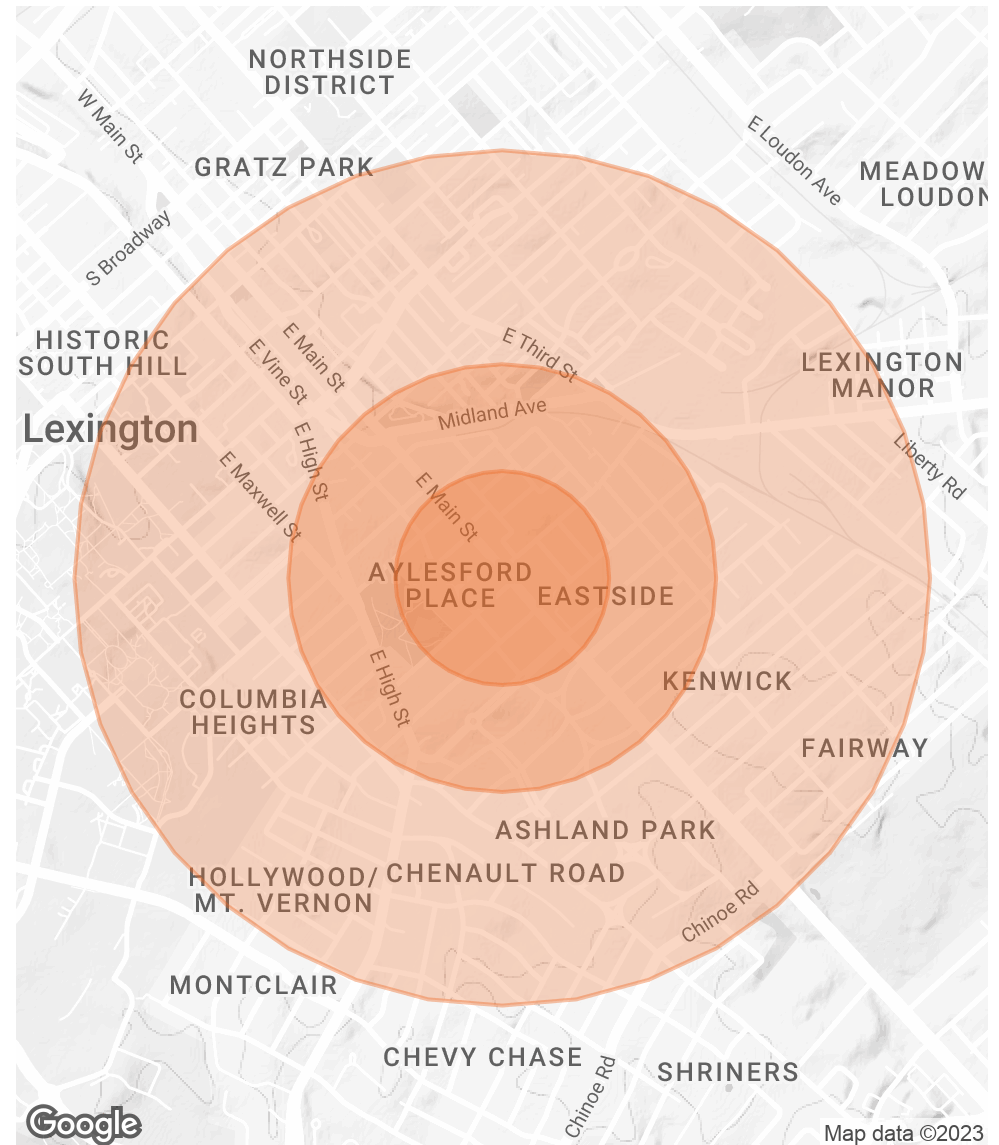 NORTHSIDE
DISTRICT
W Main St
E Loudon Ave
GRATZ PARK
MEADOW
LOUDON
S Broadway
HISTORIC
SOUTH HILL
E Main St
E Vine St
E Third St
LEXINGTON
MANOR
Lexington
Midland Ave
E High St
E Maxwell St
Liberty Rd
E Main St
AYLESFORD
PLACE
EASTSIDE
E High St
KENWICK
COLUMBIA
HEIGHTS
FAIRWAY
ASHLAND PARK
HOLLYWOOD/
MT. VERNON
CHENAULT ROAD
Chinoe Rd
MONTCLAIR
CHEVY CHASE
SHRINERS
Chinoe Rd
Google
Map data ©2023